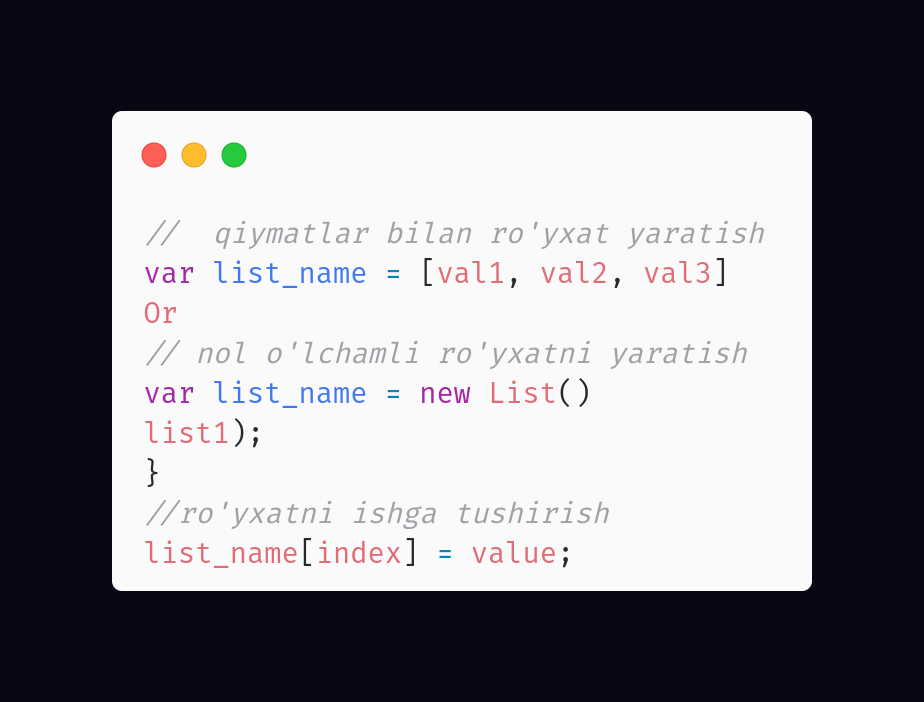 //  qiymatlar bilan ro'yxat yaratish
var list_name = [val1, val2, val3]
Or
// nol o'lchamli ro'yxatni yaratish
var list_name = new List()
list1);
}
//ro'yxatni ishga tushirish
list_name[index] = value;